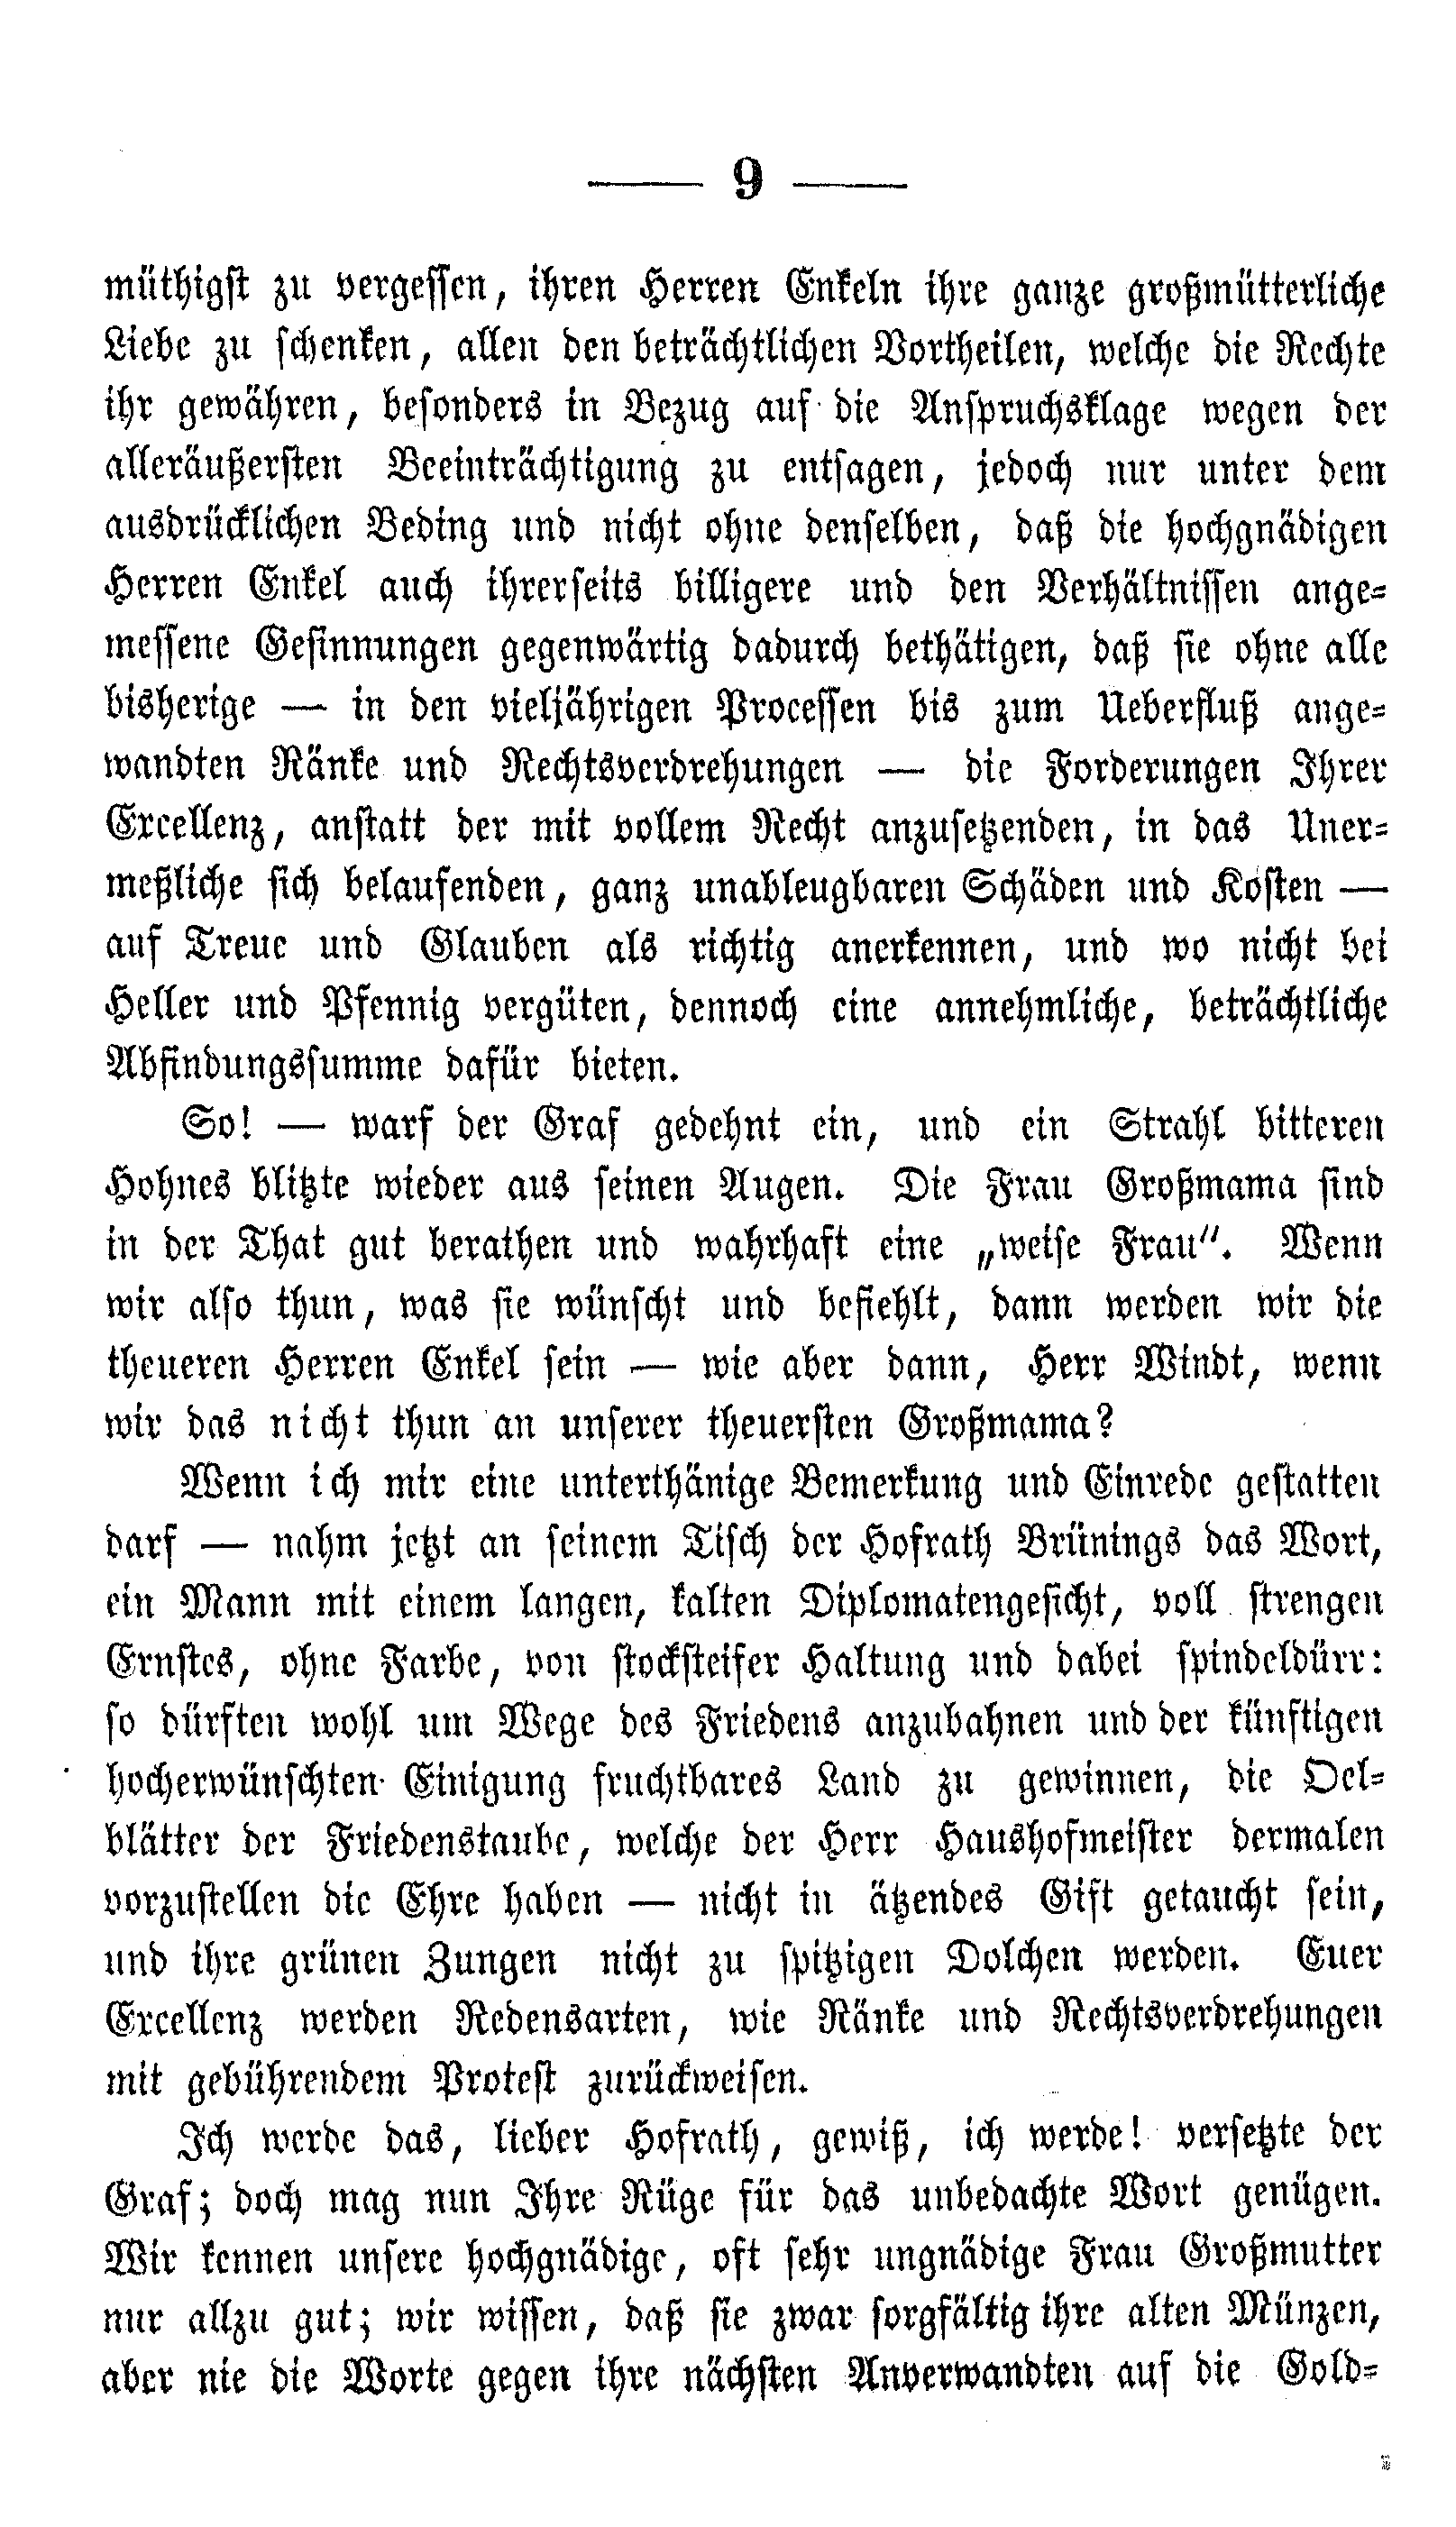 — 9 —
müthigst zu vergessen, ihren Herren Enkeln ihre ganze großmütterliche
Liebe zu schenken, allen den beträchtlichen Vortheilen, welche die Rechte
ihr gewähren, besonders in Bezug auf die Anspruchsklage wegen der
alleräußersten Beeinträchtigung zu entsagen, jedoch nur unter dem
ausdrücklichen Beding und nicht ohne denselben, daß die hochgnädigen
Herren Enkel auch ihrerseits billigere und den Verhältnissen ange-
messene Gesinnungen gegenwärtig dadurch bethätigen, daß sie ohne alle
bisherige — in den vieljährigen Processen bis zum Ueberfluß ange-
wandten Ränke und Rechtsverdrehungen — die Forderungen Ihrer
Excellenz, anstatt der mit vollem Recht anzusetzenden, in das Uner-
meßliche sich belaufenden, ganz unableugbaren Schäden und Kosten —
auf Treue und Glauben als richtig anerkennen, und wo nicht bei
Heller und Pfennig vergüten, dennoch eine annehmliche, beträchtliche
Abfindungssumme dafür bieten.
So! — warf der Graf gedehnt ein, und ein Strahl bitteren
Hohnes blitzte wieder aus seinen Augen. Die Frau Großmama sind
in der That gut berathen und wahrhaft eine „weise Frau“. Wenn
wir also thun, was sie wünscht und befiehlt, dann werden wir die
theueren Herren Enkel sein — wie aber dann, Herr Windt, wenn
wir das nicht thun an unserer theuersten Großmama?
Wenn ich mir eine unterthänige Bemerkung und Einrede gestatten
darf — nahm jetzt an seinem Tisch der Hofrath Brünings das Wort,
ein Mann mit einem langen, kalten Diplomatengesicht, voll strengen
Ernstes, ohne Farbe, von stocksteifer Haltung und dabei spindeldürr:
so dürften wohl um Wege des Friedens anzubahnen und der künftigen
hocherwünschten Einigung fruchtbares Land zu gewinnen, die Oel-
blätter der Friedenstaube, welche der Herr Haushofmeister dermalen
vorzustellen die Ehre haben — nicht in ätzendes Gift getaucht sein,
und ihre grünen Zungen nicht zu spitzigen Dolchen werden. Euer
Excellenz werden Redensarten, wie Ränke und Rechtsverdrehungen
mit gebührendem Protest zurückweisen.
Ich werde das, lieber Hofrath, gewiß, ich werde! versetzte der
Graf; doch mag nun Ihre Rüge für das unbedachte Wort genügen.
Wir kennen unsere hochgnädige, oft sehr ungnädige Frau Großmutter
nur allzu gut; wir wissen, daß sie zwar sorgfältig ihre alten Münzen,
aber nie die Worte gegen ihre nächsten Anverwandten auf die Gold-